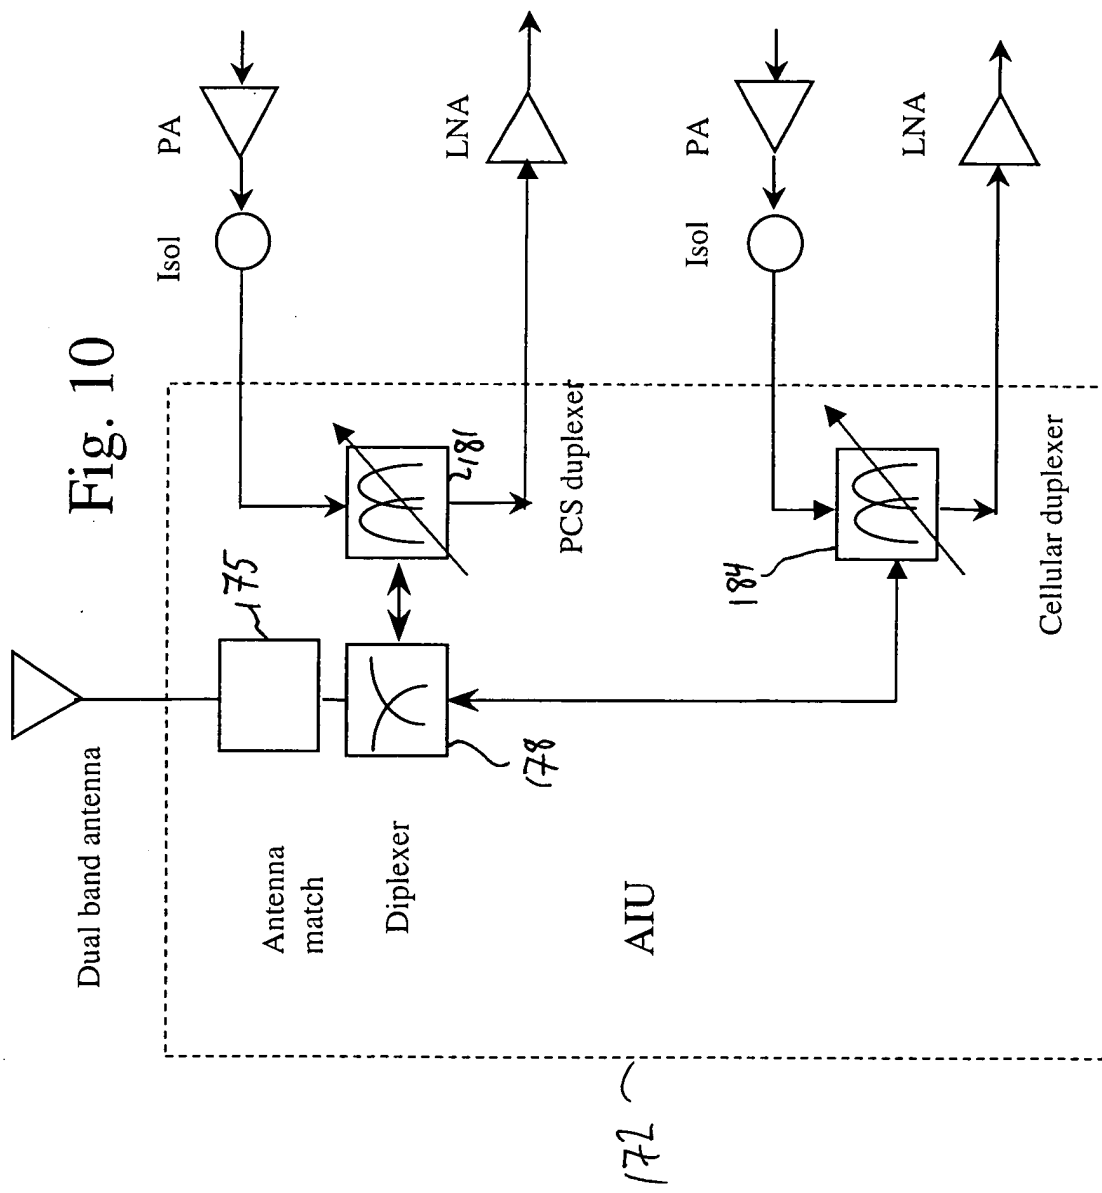 Fig. 10
Dual band antenna
Antenna
match
175
Diplexer
178
AIU
172
Isol
PA
LNA
181
PCS duplexer
Isol
PA
LNA
184
Cellular duplexer